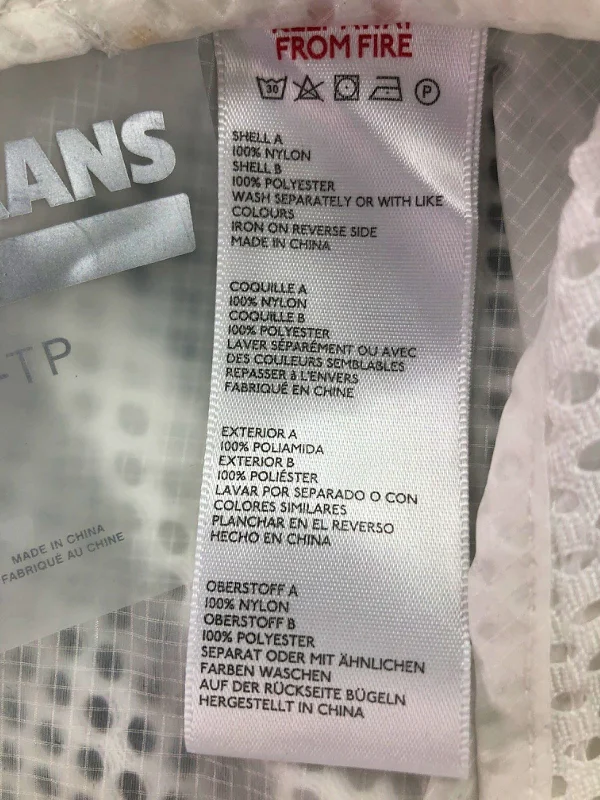 KEEP AWAY
FROM FIRE
30
P
SHELL A
100% NYLON
SHELL B
100% POLYESTER
WASH SEPARATELY OR WITH LIKE
COLOURS
IRON ON REVERSE SIDE
MADE IN CHINA
COQUILLE A
100% NYLON
COQUILLE B
100% POLYESTER
LAVER SÉPARÉMENT OU AVEC
DES COULEURS SEMBLABLES
REPASSER À L'ENVERS
FABRIQUÉ EN CHINE
EXTERIOR A
100% POLIAMIDA
EXTERIOR B
100% POLIÉSTER
LAVAR POR SEPARADO O CON
COLORES SIMILARES
PLANCHAR EN EL REVERSO
HECHO EN CHINA
OBERSTOFF A
100% NYLON
OBERSTOFF B
100% POLYESTER
SEPARAT ODER MIT ÄHNLICHEN
FARBEN WASCHEN
AUF DER RÜCKSEITE BÜGELN
HERGESTELLT IN CHINA
ANS
TP
MADE IN CHINA
FABRIQUÉ AU CHINE